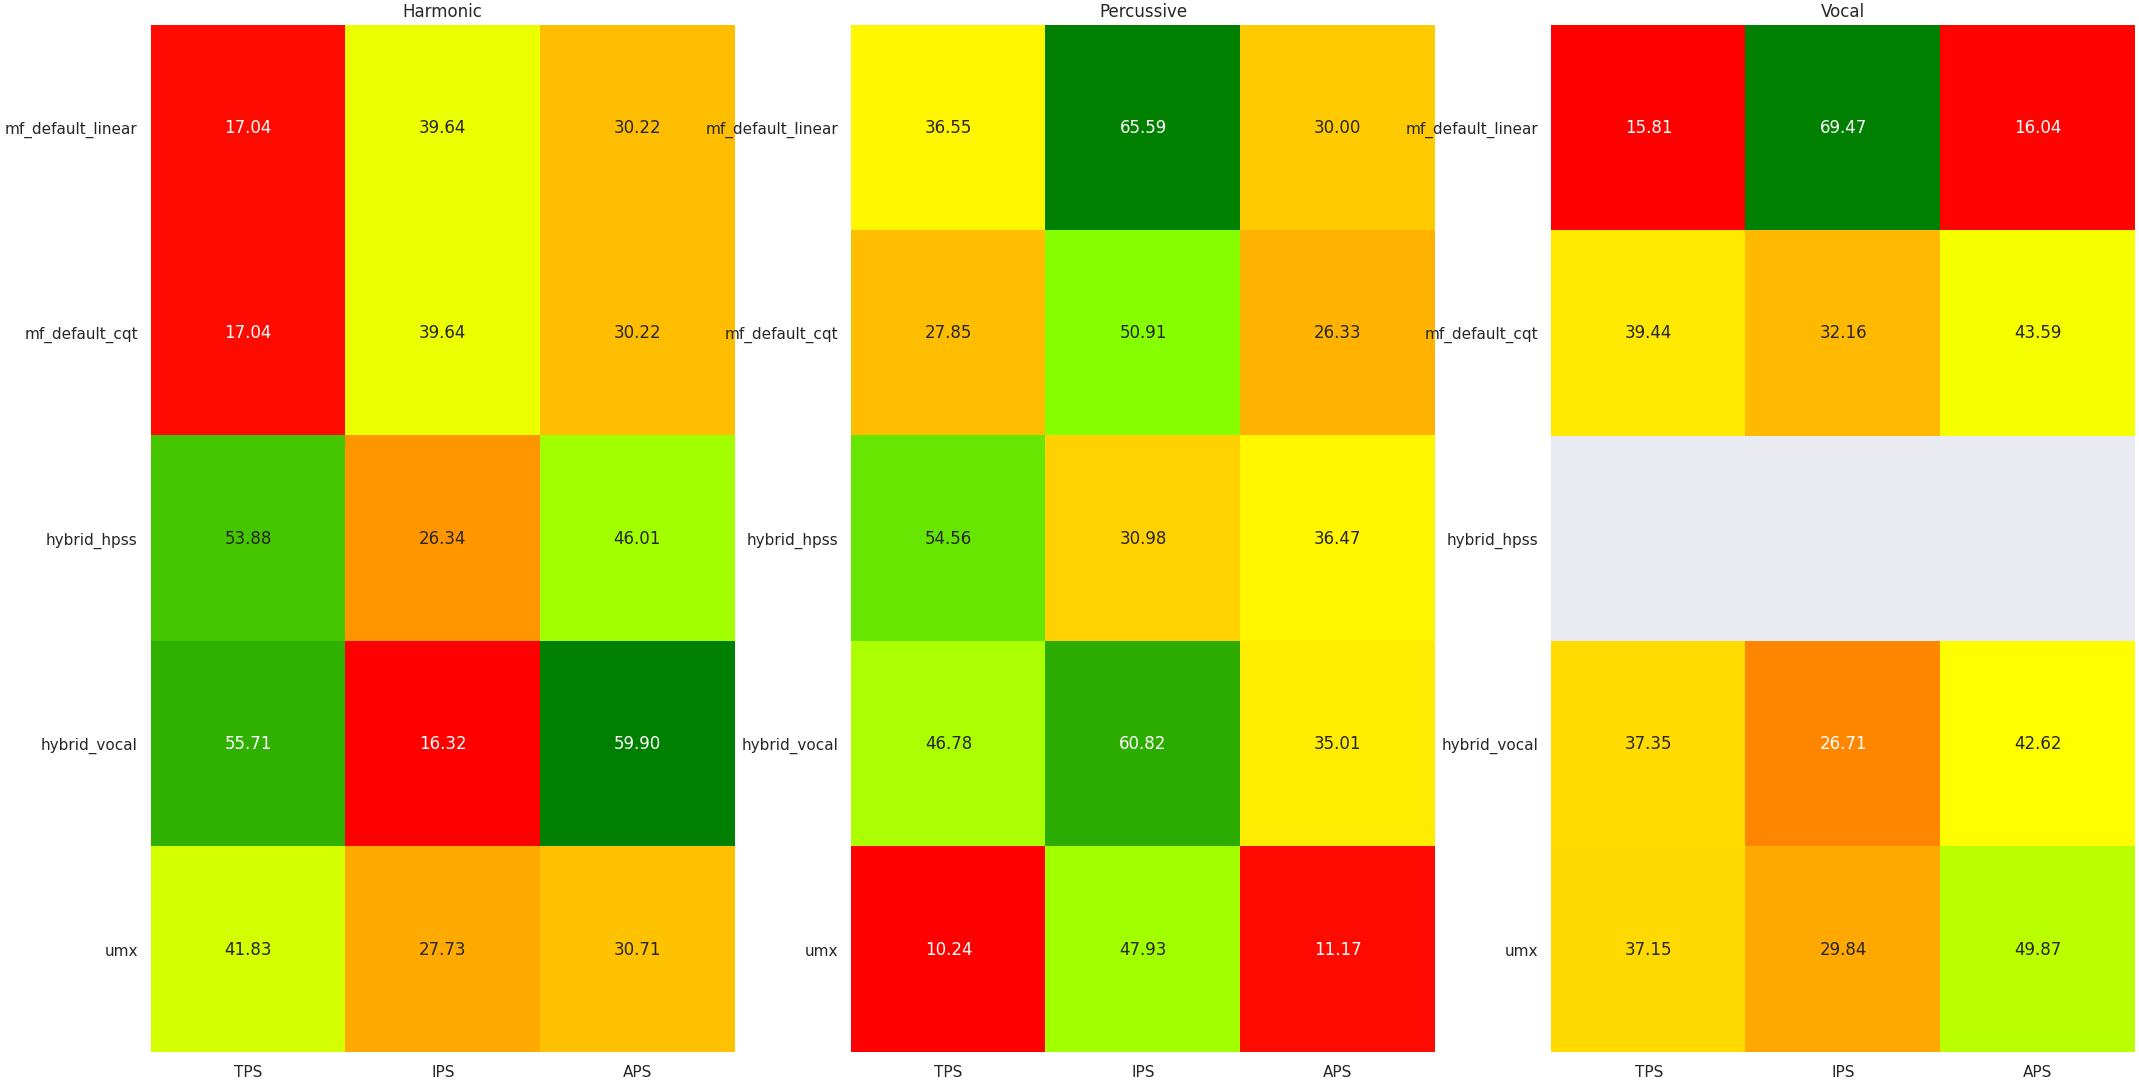 Harmonic Percussive Vocal
mf_default_linear 17.04 39.64 30.22 mf_default_linear 36.55 65.59 30.00 mf_default_linear 15.81 69.47 16.04
mf_default_cqt 17.04 39.64 30.22 mf_default_cqt 27.85 50.91 26.33 mf_default_cqt 39.44 32.16 43.59
hybrid_hpss 53.88 26.34 46.01 hybrid_hpss 54.56 30.98 36.47 hybrid_hpss
hybrid_vocal 55.71 16.32 59.90 hybrid_vocal 46.78 60.82 35.01 hybrid_vocal 37.35 26.71 42.62
umx 41.83 27.73 30.71 umx 10.24 47.93 11.17 umx 37.15 29.84 49.87
TPS IPS APS TPS IPS APS TPS IPS APS